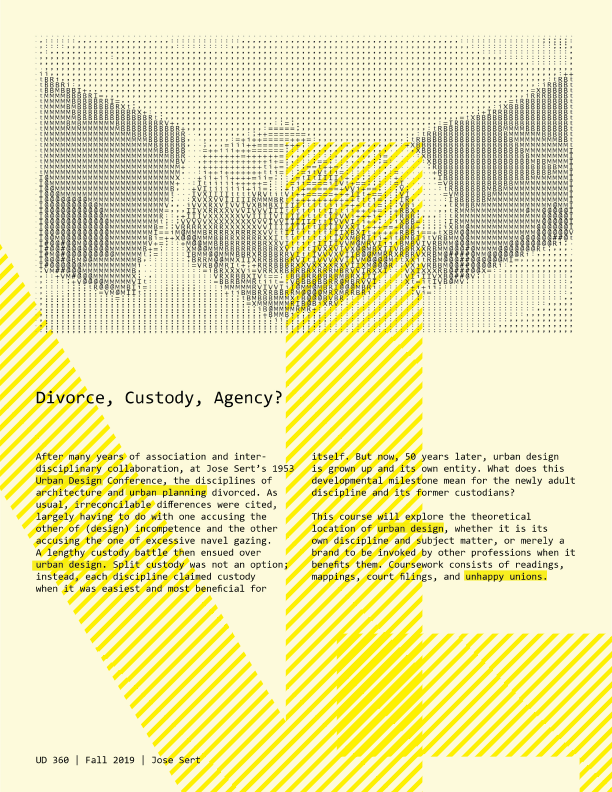 Divorce, Custody, Agency?
After many years of association and inter-
disciplinary collaboration, at Jose Sert's 1953
Urban Design Conference, the disciplines of
architecture and urban planning divorced. As
usual, irreconcilable differences were cited,
largely having to do with one accusing the
other of (design) incompetence and the other
accusing the one of excessive navel gazing.
A lengthy custody battle then ensued over
urban design. Split custody was not an option;
instead, each discipline claimed custody
when it was easiest and most beneficial for
itself. But now, 50 years later, urban design
is grown up and its own entity. What does this
developmental milestone mean for the newly adult
discipline and its former custodians?
This course will explore the theoretical
location of urban design, whether it is its
own discipline and subject matter, or merely a
brand to be invoked by other professions when it
benefits them. Coursework consists of readings,
mappings, court filings, and unhappy unions.
UD 360 | Fall 2019 | Jose Sert